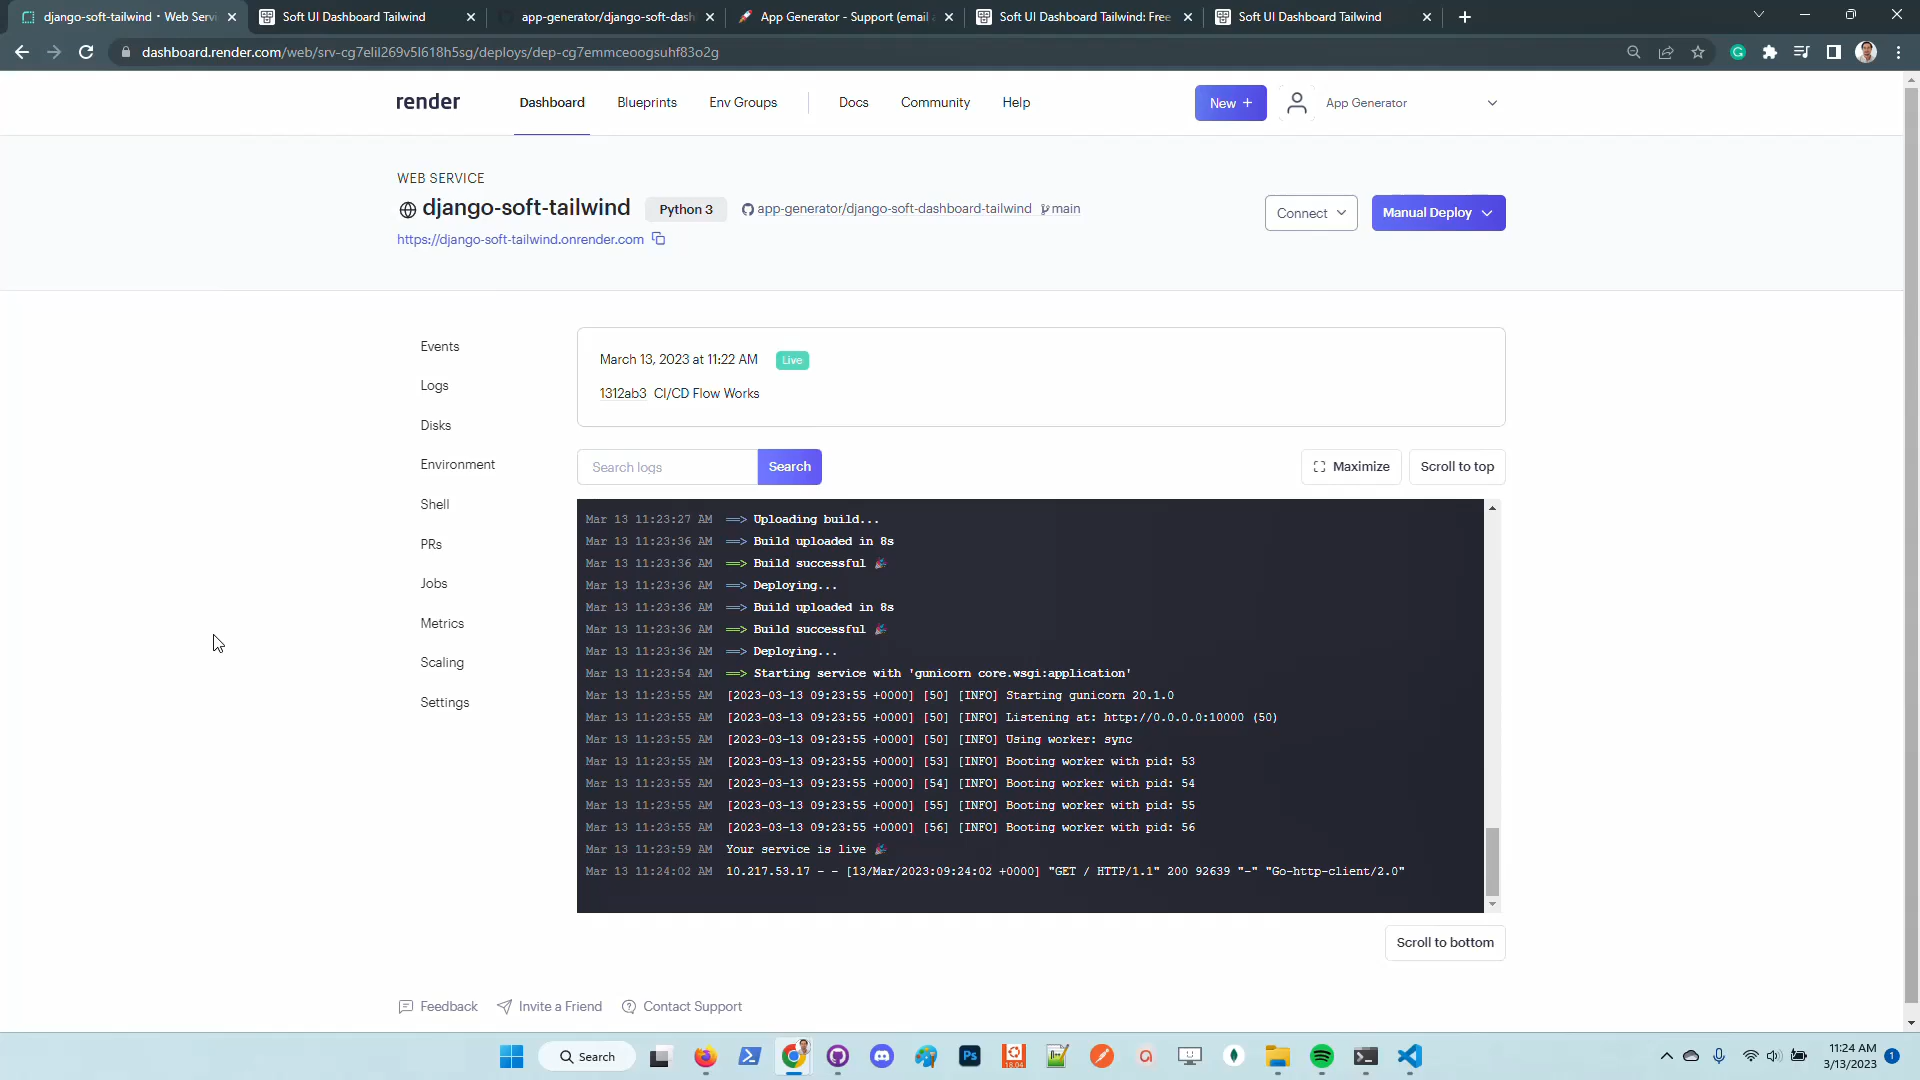 django-soft-tailwind · Web Servi
Soft UI Dashboard Tailwind
app-generator/django-soft-dash
App Generator - Support (email a
Soft UI Dashboard Tailwind: Free
Soft UI Dashboard Tailwind
dashboard.render.com/web/srv-cg7elil269v5l618h5sg/deploys/dep-cg7emmceoogsuhf83o2g
render
Dashboard
Blueprints
Env Groups
Docs
Community
Help
New +
App Generator
WEB SERVICE
django-soft-tailwind
Python 3
app-generator/django-soft-dashboard-tailwind
main
Connect
Manual Deploy
https://django-soft-tailwind.onrender.com
Events
Logs
Disks
Environment
Shell
PRs
Jobs
Metrics
Scaling
Settings
March 13, 2023 at 11:22 AM Live
1312ab3 CI/CD Flow Works
Search logs
Search
Maximize
Scroll to top
Mar 13 11:23:27 AM ==> Uploading build...
Mar 13 11:23:36 AM ==> Build uploaded in 8s
Mar 13 11:23:36 AM ==> Build successful 🎉
Mar 13 11:23:36 AM ==> Deploying...
Mar 13 11:23:36 AM ==> Build uploaded in 8s
Mar 13 11:23:36 AM ==> Build successful 🎉
Mar 13 11:23:36 AM ==> Deploying...
Mar 13 11:23:54 AM ==> Starting service with 'gunicorn core.wsgi:application'
Mar 13 11:23:55 AM [2023-03-13 09:23:55 +0000] [50] [INFO] Starting gunicorn 20.1.0
Mar 13 11:23:55 AM [2023-03-13 09:23:55 +0000] [50] [INFO] Listening at: http://0.0.0.0:10000 (50)
Mar 13 11:23:55 AM [2023-03-13 09:23:55 +0000] [50] [INFO] Using worker: sync
Mar 13 11:23:55 AM [2023-03-13 09:23:55 +0000] [53] [INFO] Booting worker with pid: 53
Mar 13 11:23:55 AM [2023-03-13 09:23:55 +0000] [54] [INFO] Booting worker with pid: 54
Mar 13 11:23:55 AM [2023-03-13 09:23:55 +0000] [55] [INFO] Booting worker with pid: 55
Mar 13 11:23:55 AM [2023-03-13 09:23:55 +0000] [56] [INFO] Booting worker with pid: 56
Mar 13 11:23:59 AM Your service is live 🎉
Mar 13 11:24:02 AM 10.217.53.17 - - [13/Mar/2023:09:24:02 +0000] "GET / HTTP/1.1" 200 92639 "-" "Go-http-client/2.0"
Scroll to bottom
Feedback
Invite a Friend
Contact Support
Search
Ps
18.04
11:24 AM
3/13/2023
1